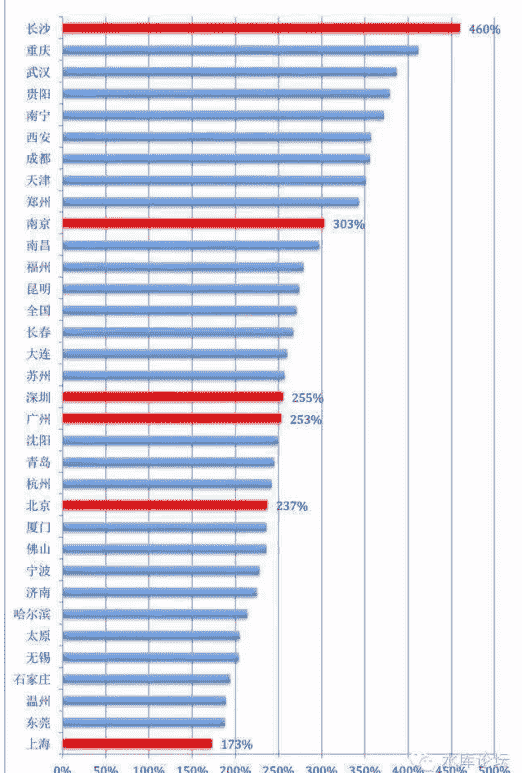 长沙 460%
重庆
武汉
贵阳
南宁
西安
成都
天津
郑州
南京 303%
南昌
福州
昆明
全国
长春
大连
苏州
深圳 255%
广州 253%
沈阳
青岛
杭州
北京 237%
厦门
佛山
宁波
济南
哈尔滨
太原
无锡
石家庄
温州
东莞
上海 173%
0% 50% 100% 150% 200% 250% 300% 350% 400% 450% 500%
水库论坛